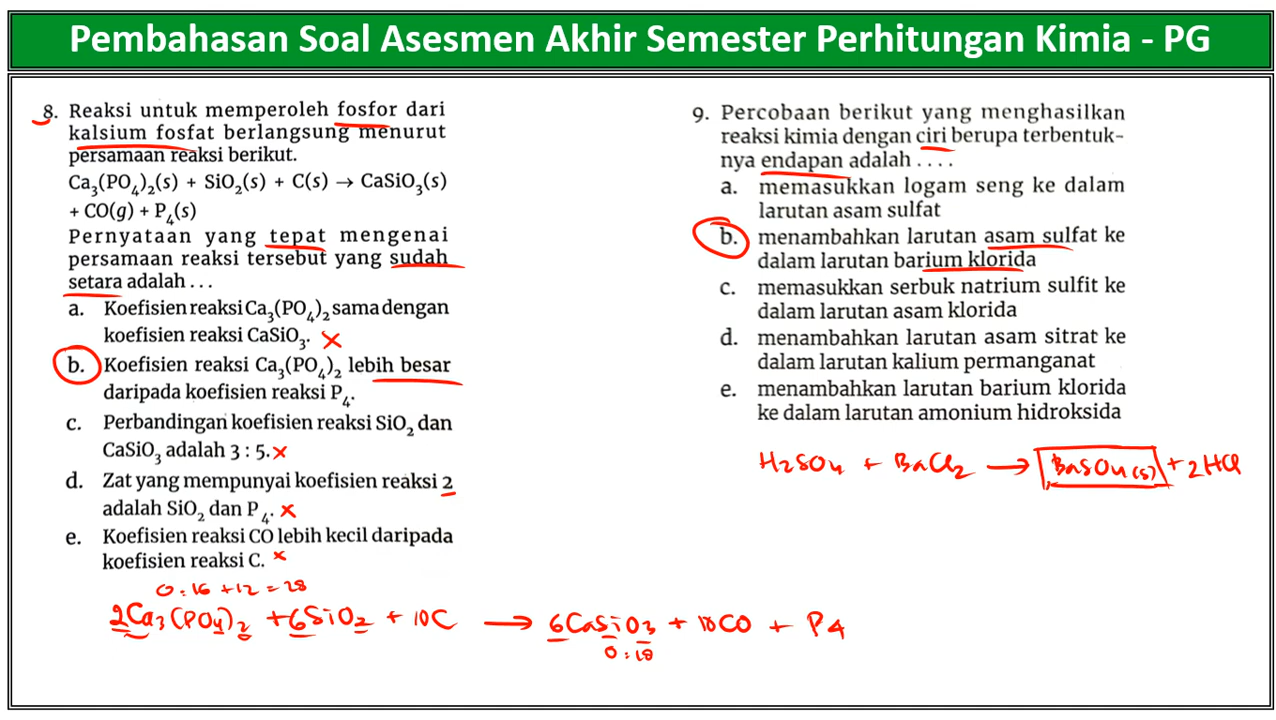 Pembahasan Soal Asesmen Akhir Semester Perhitungan Kimia - PG
8. Reaksi untuk memperoleh fosfor dari
kalsium fosfat berlangsung menurut
persamaan reaksi berikut.
Ca₃(PO₄)₂(s) + SiO₂(s) + C(s) → CaSiO₃(s)
+ CO(g) + P₄(s)
Pernyataan yang tepat mengenai
persamaan reaksi tersebut yang sudah
setara adalah ...
a. Koefisien reaksi Ca₃(PO₄)₂ sama dengan
koefisien reaksi CaSiO₃. ×
b. Koefisien reaksi Ca₃(PO₄)₂ lebih besar
daripada koefisien reaksi P₄.
c. Perbandingan koefisien reaksi SiO₂ dan
CaSiO₃ adalah 3 : 5. ×
d. Zat yang mempunyai koefisien reaksi 2
adalah SiO₂ dan P₄. ×
e. Koefisien reaksi CO lebih kecil daripada
koefisien reaksi C. ×
O : 16 + 12 = 28
2Ca₃(PO₄)₂ + 6SiO₂ + 10C → 6CaSiO₃ + 10CO + P₄
O : 18
9. Percobaan berikut yang menghasilkan
reaksi kimia dengan ciri berupa terbentuk-
nya endapan adalah ....
a. memasukkan logam seng ke dalam
larutan asam sulfat
b. menambahkan larutan asam sulfat ke
dalam larutan barium klorida
c. memasukkan serbuk natrium sulfit ke
dalam larutan asam klorida
d. menambahkan larutan asam sitrat ke
dalam larutan kalium permanganat
e. menambahkan larutan barium klorida
ke dalam larutan amonium hidroksida
H₂SO₄ + BaCl₂ → BaSO₄(s) + 2HCl